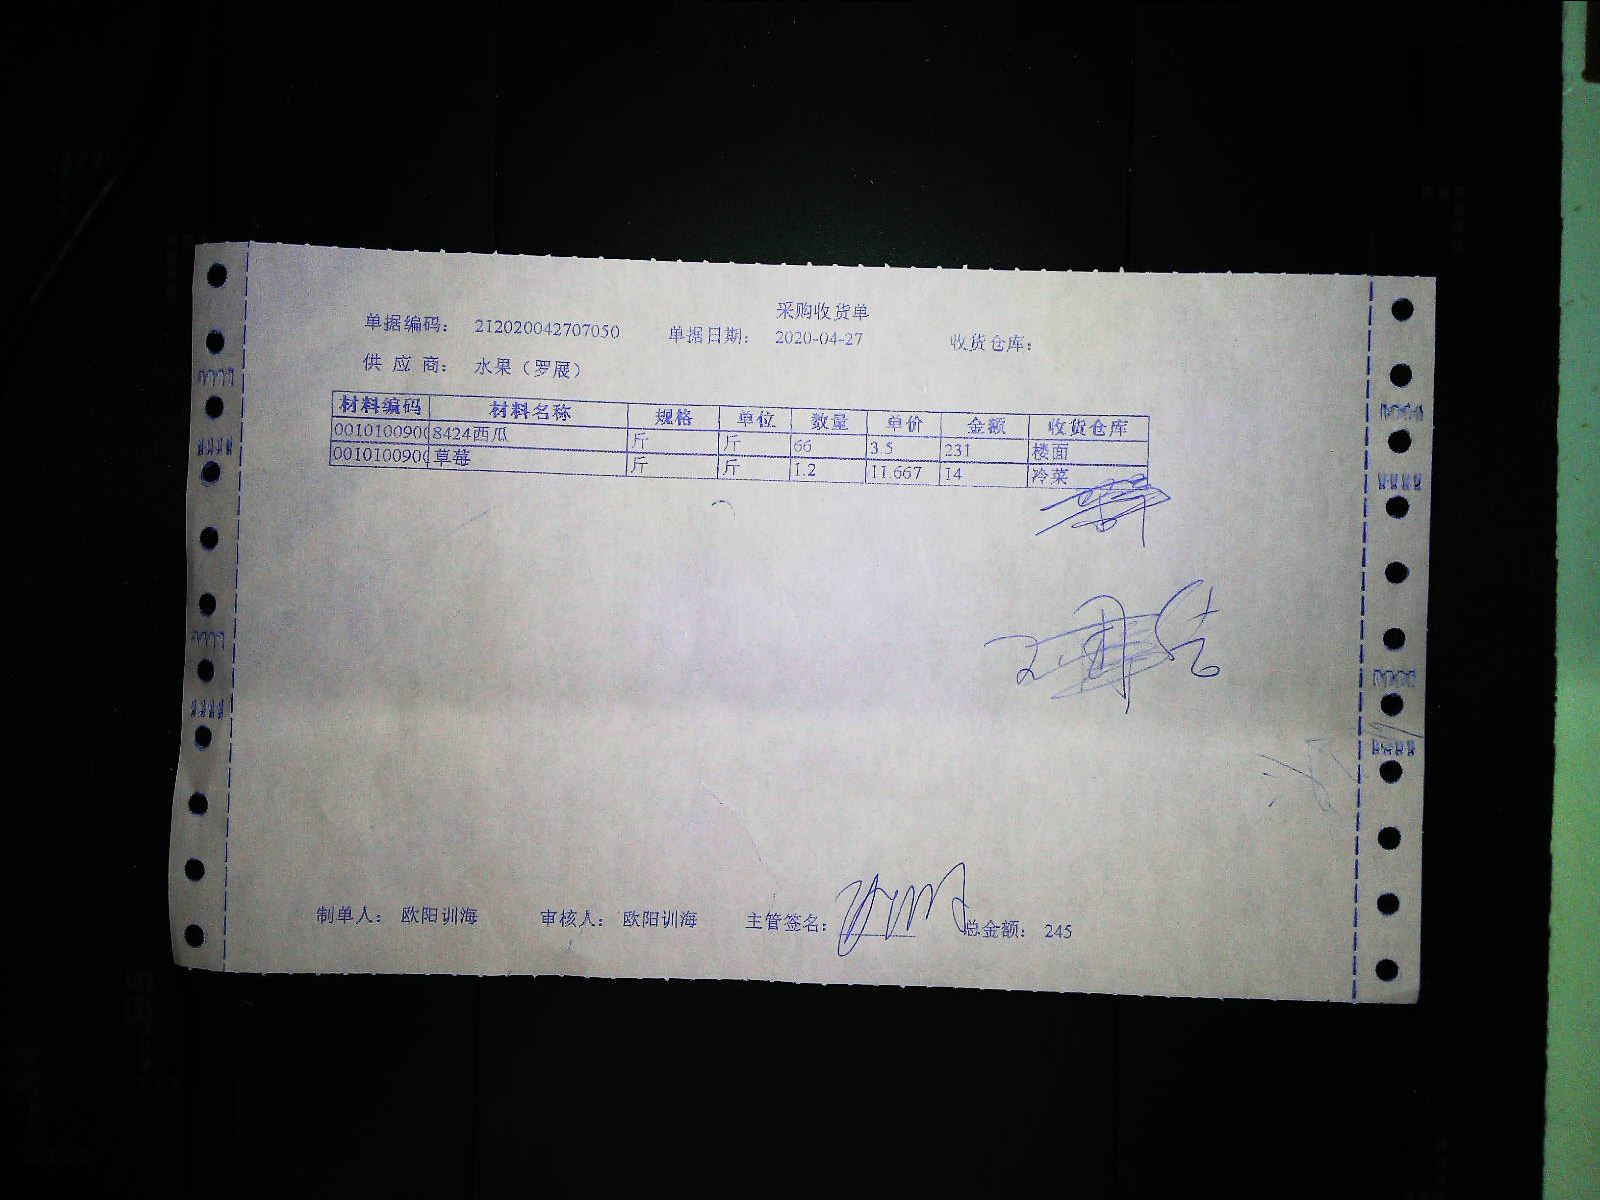 采购收货单
单据编码： 212020042707050 单据日期： 2020-04-27 收货仓库：
供 应 商： 水果（罗展）
材料编码 材料名称 规格 单位 数量 单价 金额 收货仓库
0010100900 8424西瓜 斤 斤 66 3.5 231 楼面
0010100900 草莓 斤 斤 1.2 11.667 14 冷菜
制单人： 欧阳训海 审核人： 欧阳训海 主管签名： 总金额： 245